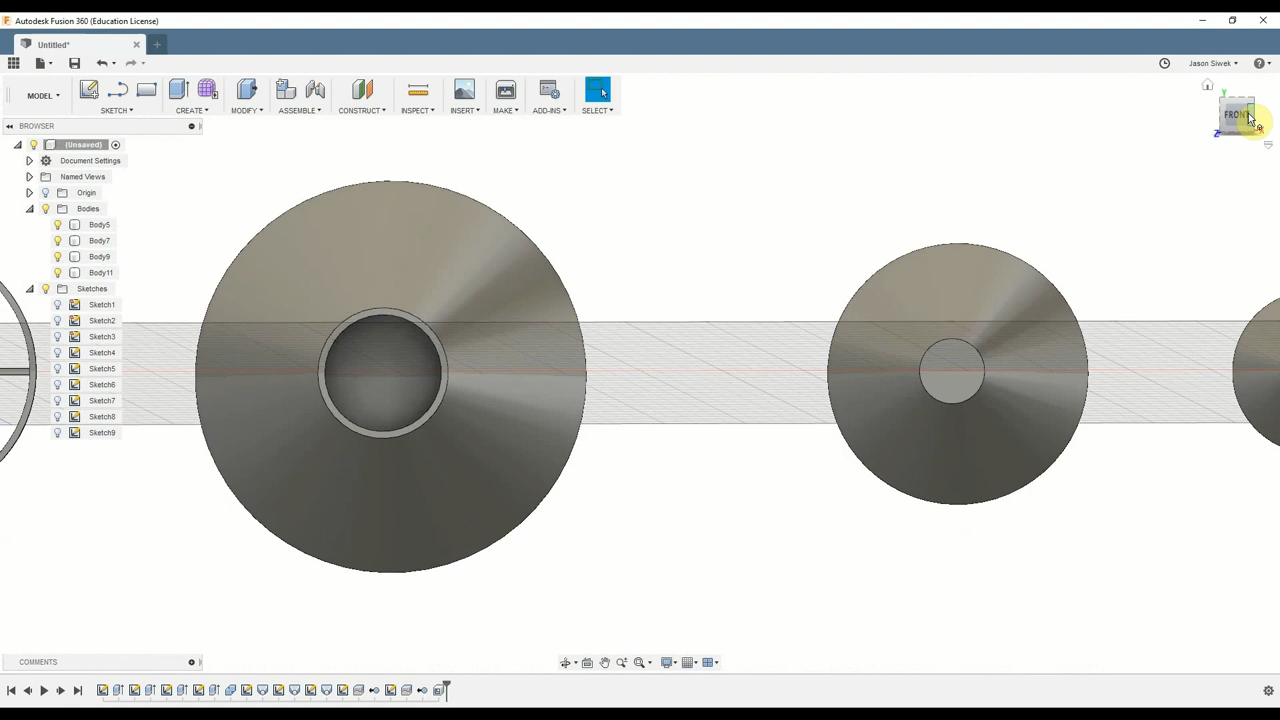 Autodesk Fusion 360 (Education License)
Untitled*
Jason Siwek
MODEL
SKETCH
CREATE
MODIFY
ASSEMBLE
CONSTRUCT
INSPECT
INSERT
MAKE
ADD-INS
SELECT
FRONT
Y
Z
BROWSER
(Unsaved)
Document Settings
Named Views
Origin
Bodies
Body5
Body7
Body9
Body11
Sketches
Sketch1
Sketch2
Sketch3
Sketch4
Sketch5
Sketch6
Sketch7
Sketch8
Sketch9
COMMENTS